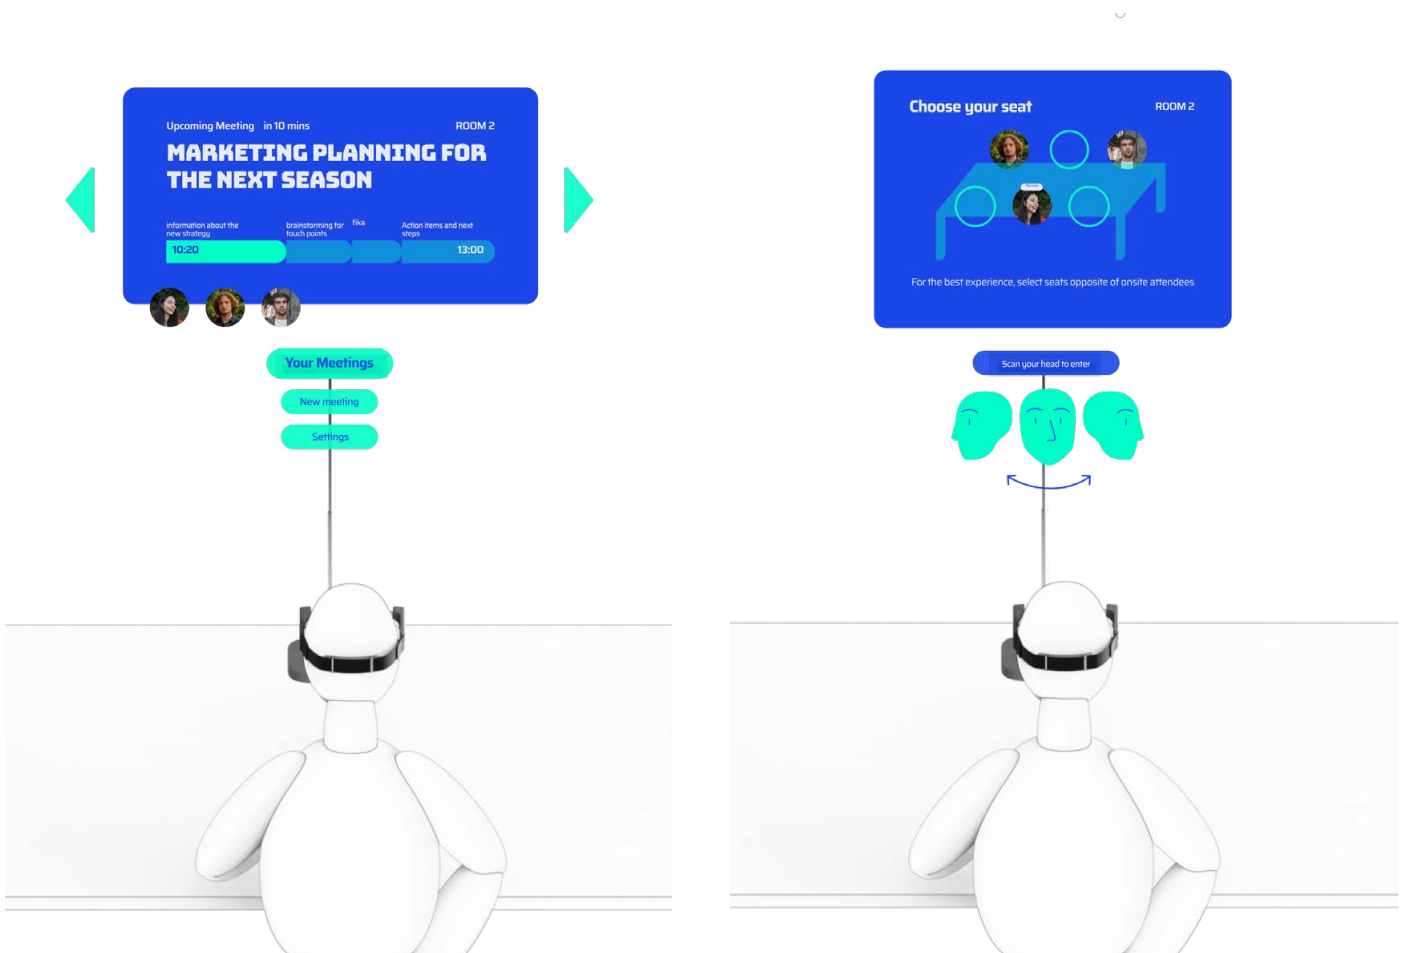 Upcoming Meeting in 10 mins
ROOM 2
MARKETING PLANNING FOR
THE NEXT SEASON
information about the
new strategy
brainstorming for
touch points
fika
Action items and next
steps
10:20
13:00
Your Meetings
New meeting
Settings
Choose your seat
ROOM 2
For the best experience, select seats opposite of onsite attendees
Scan your head to enter